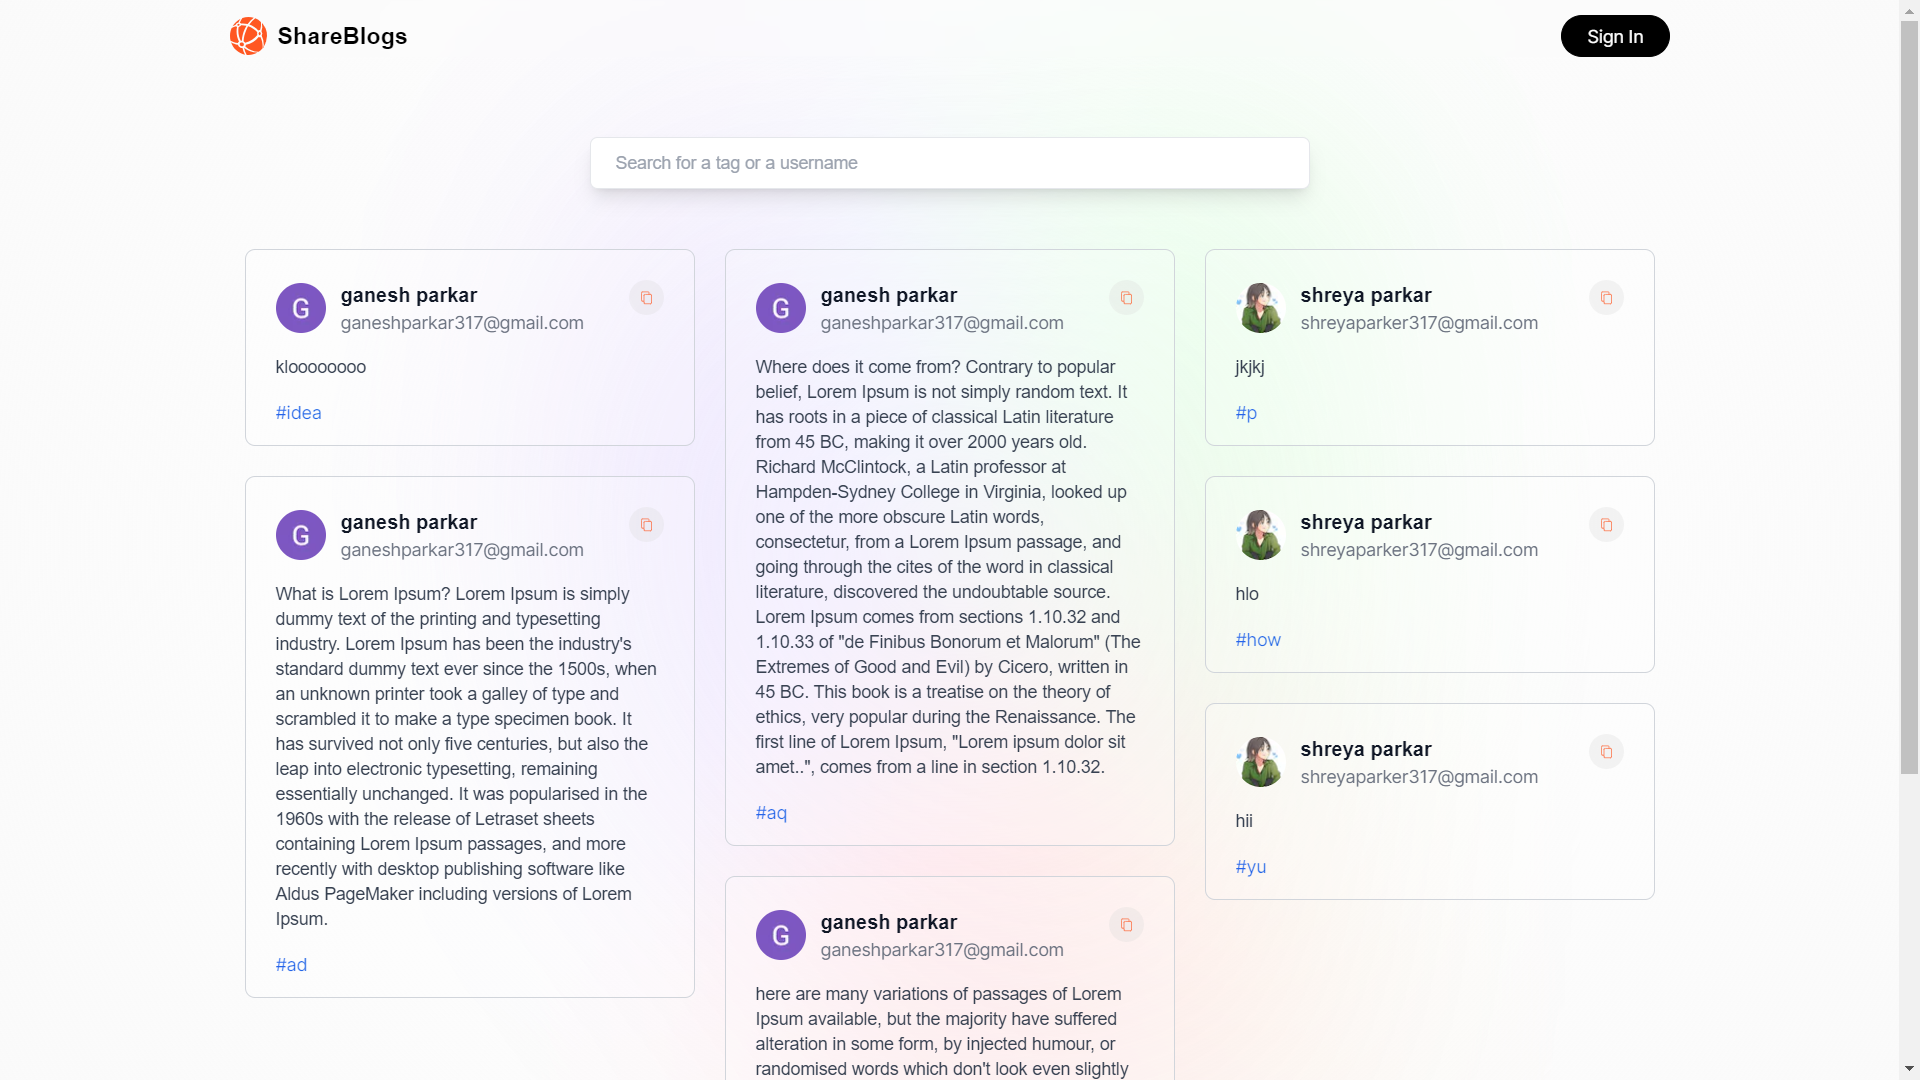 ShareBlogs
Sign In
Search for a tag or a username
G
ganesh parkar
ganeshparkar317@gmail.com
kloooooooo
#idea
G
ganesh parkar
ganeshparkar317@gmail.com
What is Lorem Ipsum? Lorem Ipsum is simply
dummy text of the printing and typesetting
industry. Lorem Ipsum has been the industry's
standard dummy text ever since the 1500s, when
an unknown printer took a galley of type and
scrambled it to make a type specimen book. It
has survived not only five centuries, but also the
leap into electronic typesetting, remaining
essentially unchanged. It was popularised in the
1960s with the release of Letraset sheets
containing Lorem Ipsum passages, and more
recently with desktop publishing software like
Aldus PageMaker including versions of Lorem
Ipsum.
#ad
G
ganesh parkar
ganeshparkar317@gmail.com
Where does it come from? Contrary to popular
belief, Lorem Ipsum is not simply random text. It
has roots in a piece of classical Latin literature
from 45 BC, making it over 2000 years old.
Richard McClintock, a Latin professor at
Hampden-Sydney College in Virginia, looked up
one of the more obscure Latin words,
consectetur, from a Lorem Ipsum passage, and
going through the cites of the word in classical
literature, discovered the undoubtable source.
Lorem Ipsum comes from sections 1.10.32 and
1.10.33 of "de Finibus Bonorum et Malorum" (The
Extremes of Good and Evil) by Cicero, written in
45 BC. This book is a treatise on the theory of
ethics, very popular during the Renaissance. The
first line of Lorem Ipsum, "Lorem ipsum dolor sit
amet..", comes from a line in section 1.10.32.
#aq
G
ganesh parkar
ganeshparkar317@gmail.com
here are many variations of passages of Lorem
Ipsum available, but the majority have suffered
alteration in some form, by injected humour, or
randomised words which don't look even slightly
shreya parkar
shreyaparker317@gmail.com
jkjkj
#p
shreya parkar
shreyaparker317@gmail.com
hlo
#how
shreya parkar
shreyaparker317@gmail.com
hii
#yu